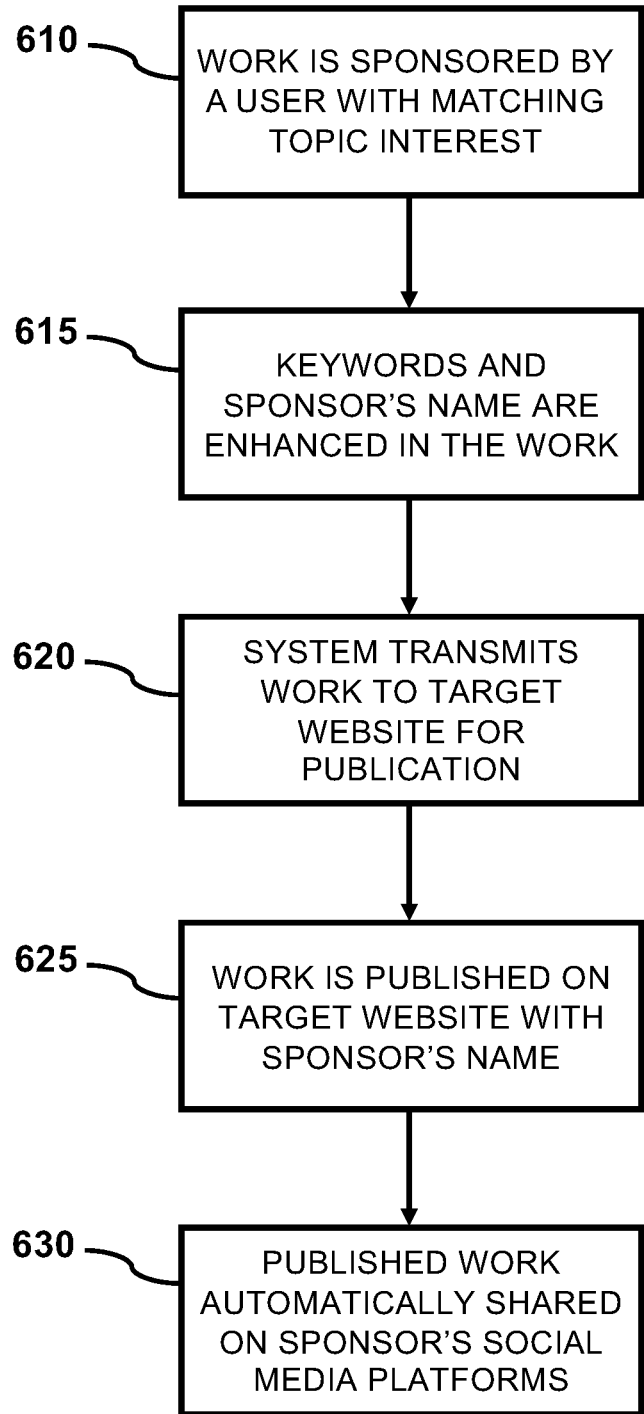 610
WORK IS SPONSORED BY
A USER WITH MATCHING
TOPIC INTEREST
615
KEYWORDS AND
SPONSOR’S NAME ARE
ENHANCED IN THE WORK
620
SYSTEM TRANSMITS
WORK TO TARGET
WEBSITE FOR
PUBLICATION
625
WORK IS PUBLISHED ON
TARGET WEBSITE WITH
SPONSOR’S NAME
630
PUBLISHED WORK
AUTOMATICALLY SHARED
ON SPONSOR’S SOCIAL
MEDIA PLATFORMS